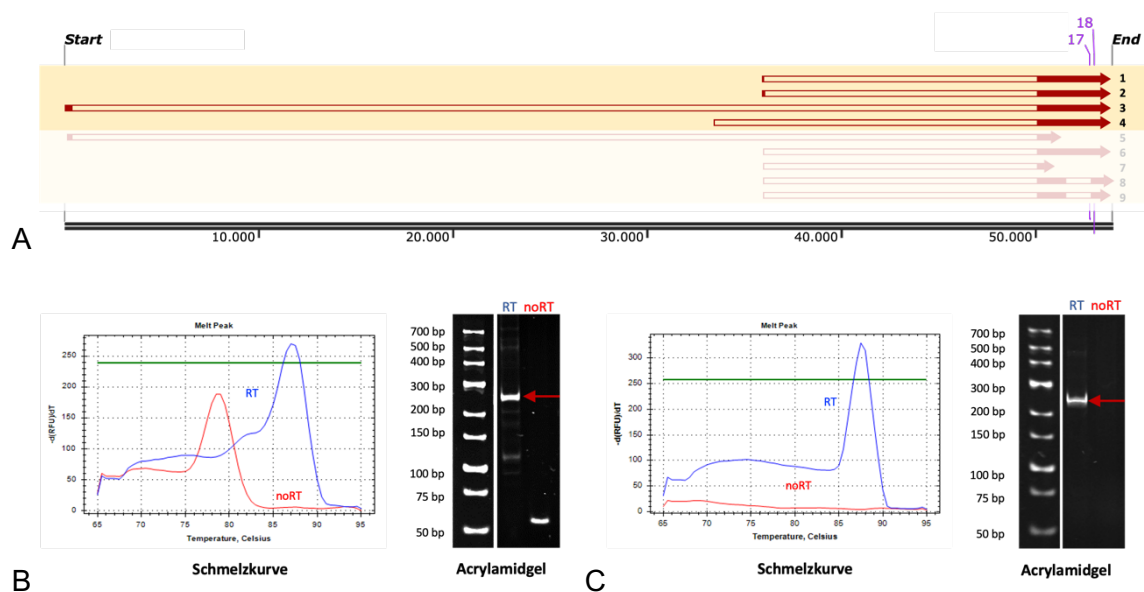 18
Start 17 End
1
2
3
4
5
6
7
8
9
10.000 20.000 30.000 40.000 50.000
A
Melt Peak
-d(RFU)/dT
250
200
150
100
50
0
RT
noRT
65 70 75 80 85 90 95
Temperature, Celsius
Schmelzkurve
RT noRT
700 bp
500 bp
400 bp
300 bp
200 bp
150 bp
100 bp
75 bp
50 bp
Acrylamidgel
B
Melt Peak
-d(RFU)/dT
300
250
200
150
100
50
0
RT
noRT
65 70 75 80 85 90 95
Temperature, Celsius
Schmelzkurve
RT noRT
700 bp
500 bp
400 bp
300 bp
200 bp
150 bp
100 bp
75 bp
50 bp
Acrylamidgel
C